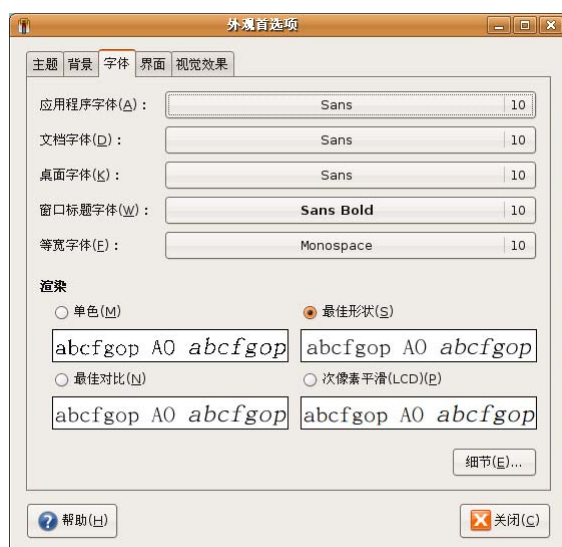 外观首选项
主题 背景 字体 界面 视觉效果
应用程序字体(A)： Sans 10
文档字体(D)： Sans 10
桌面字体(K)： Sans 10
窗口标题字体(W)： Sans Bold 10
等宽字体(F)： Monospace 10
渲染
单色(M) 最佳形状(S)
abcfgop AO abcfgop abcfgop AO abcfgop
最佳对比(N) 次像素平滑(LCD)(P)
abcfgop AO abcfgop abcfgop AO abcfgop
细节(E)...
帮助(H) 关闭(C)